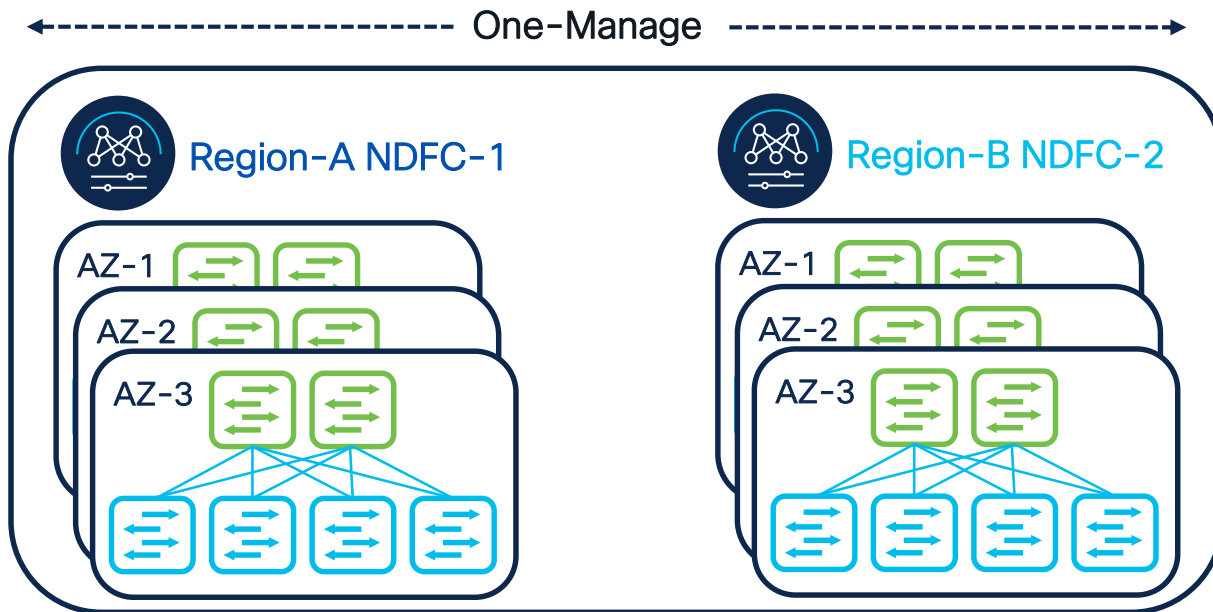 One-Manage
Region-A NDFC-1
Region-B NDFC-2
AZ-1
AZ-2
AZ-3
AZ-1
AZ-2
AZ-3